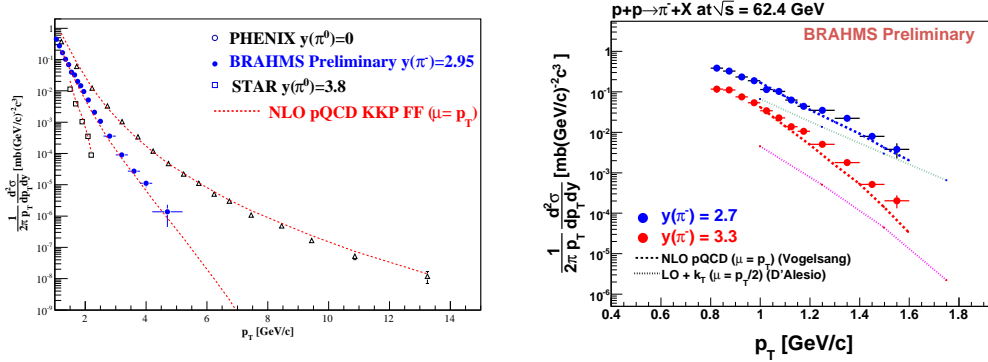 PHENIX y(π⁰)=0
BRAHMS Preliminary y(π⁻)=2.95
STAR y(π⁰)=3.8
NLO pQCD KKP FF (μ= p_T)
1/2π 1/p_T d²σ/dp_Tdy [mb(GeV/c)⁻²c³]
1
10⁻¹
10⁻²
10⁻³
10⁻⁴
10⁻⁵
10⁻⁶
10⁻⁷
10⁻⁸
2 4 6 8 10 12 14
p_T [GeV/c]
p+p→π⁻+X at √s = 62.4 GeV
BRAHMS Preliminary
1/2π p_T d²σ/dp_Tdy [mb(GeV/c)⁻²c³]
10
1
10⁻¹
10⁻²
10⁻³
10⁻⁴
10⁻⁵
10⁻⁶
y(π⁻) = 2.7
y(π⁻) = 3.3
NLO pQCD (μ = p_T) (Vogelsang)
LO + k_T (μ = p_T/2) (D'Alesio)
0.4 0.6 0.8 1 1.2 1.4 1.6 1.8
p_T [GeV/c]